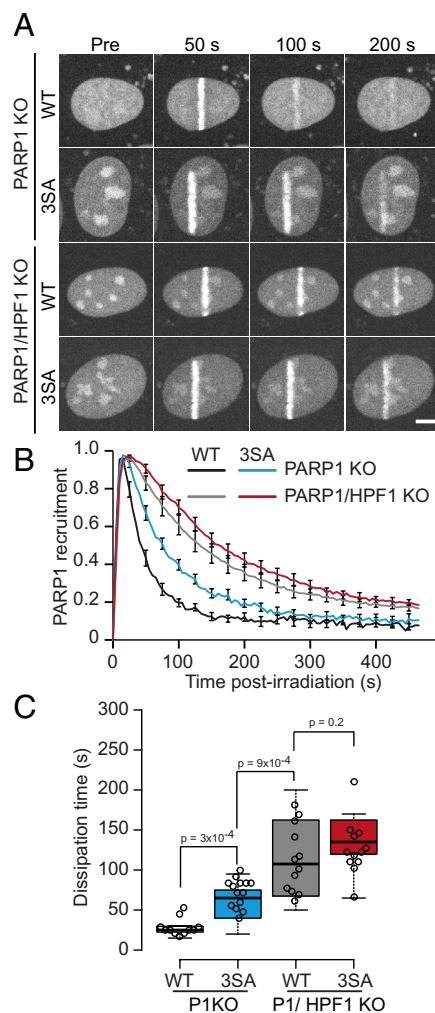 A
Pre 50 s 100 s 200 s
PARP1 KO
WT
3SA
PARP1/HPF1 KO
WT
3SA
B
WT 3SA
PARP1 KO
PARP1/HPF1 KO
PARP1 recruitment
1.0
0.8
0.6
0.4
0.2
0
0 100 200 300 400
Time post-irradiation (s)
C
Dissipation time (s)
300
250
200
150
100
50
0
p = 0.2
p = 9x10-4
p = 3x10-4
WT 3SA WT 3SA
P1KO P1/ HPF1 KO